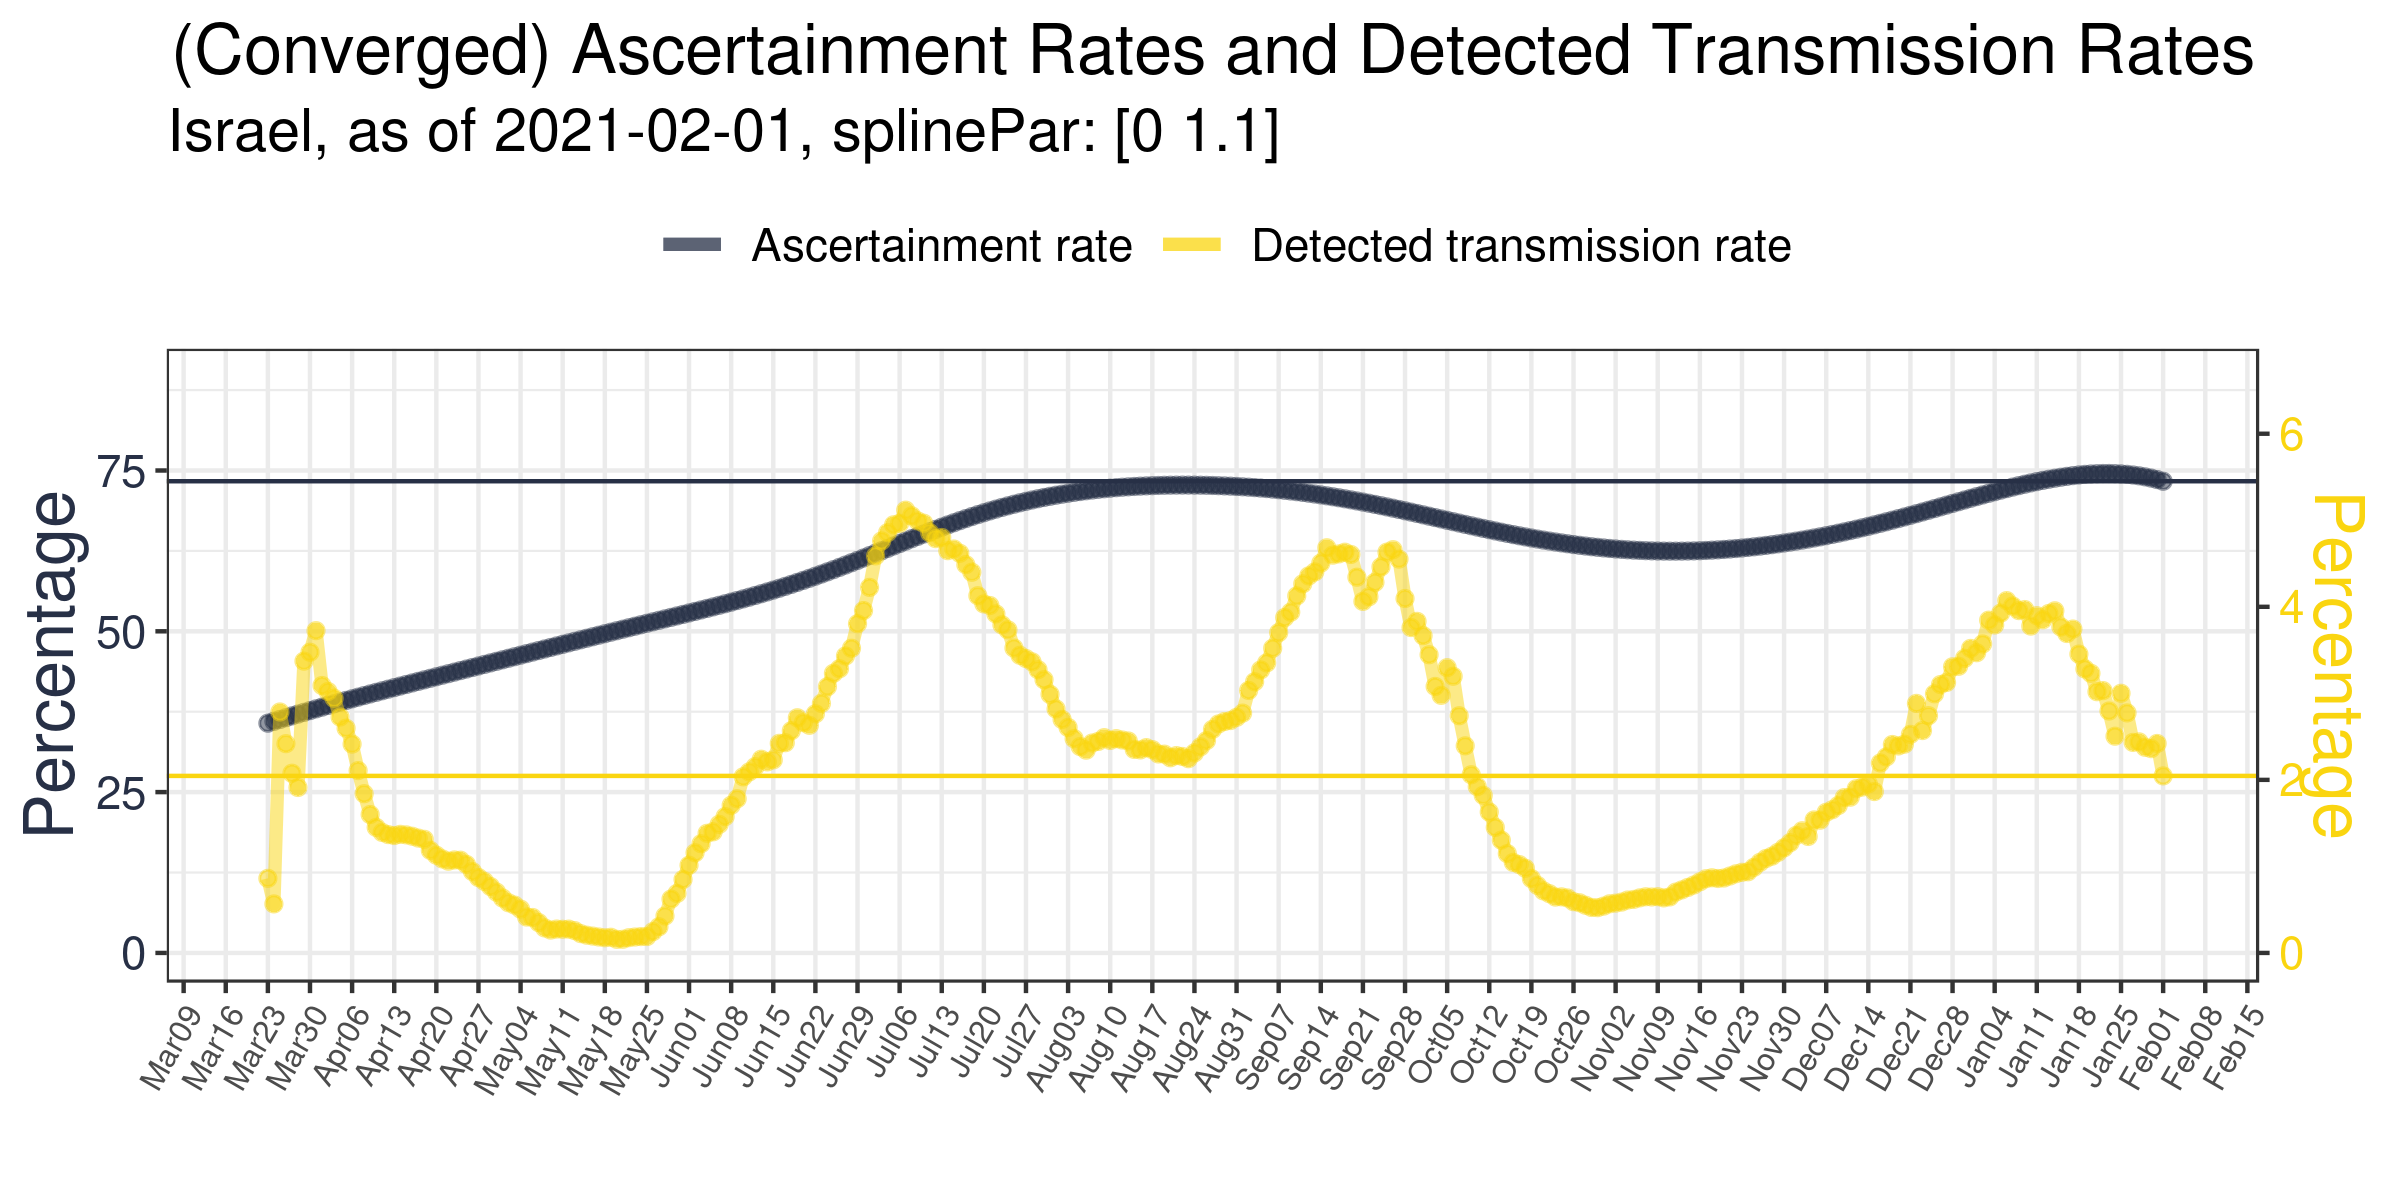 (Converged) Ascertainment Rates and Detected Transmission Rates
Israel, as of 2021-02-01, splinePar: [0 1.1]
Ascertainment rate Detected transmission rate
Percentage
75
50
25
0
6
4
2
0
Percentage
Mar09 Mar16 Mar23 Mar30 Apr06 Apr13 Apr20 Apr27 May04 May11 May18 May25 Jun01 Jun08 Jun15 Jun22 Jun29 Jul06 Jul13 Jul20 Jul27 Aug03 Aug10 Aug17 Aug24 Aug31 Sep07 Sep14 Sep21 Sep28 Oct05 Oct12 Oct19 Oct26 Nov02 Nov09 Nov16 Nov23 Nov30 Dec07 Dec14 Dec21 Dec28 Jan04 Jan11 Jan18 Jan25 Feb01 Feb08 Feb15